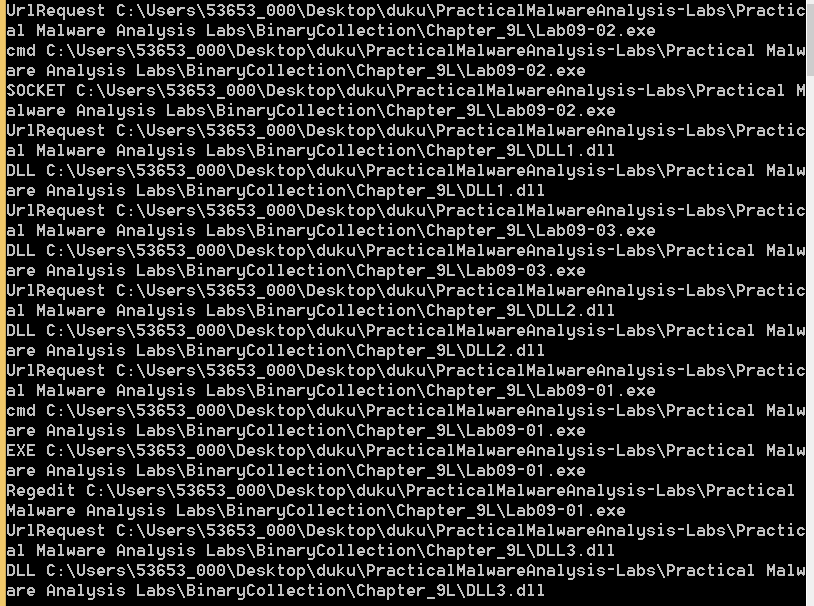 UrlRequest C:\Users\53653_000\Desktop\duku\PracticalMalwareAnalysis-Labs\Practic
al Malware Analysis Labs\BinaryCollection\Chapter_9L\Lab09-02.exe
cmd C:\Users\53653_000\Desktop\duku\PracticalMalwareAnalysis-Labs\Practical Malw
are Analysis Labs\BinaryCollection\Chapter_9L\Lab09-02.exe
SOCKET C:\Users\53653_000\Desktop\duku\PracticalMalwareAnalysis-Labs\Practical M
alware Analysis Labs\BinaryCollection\Chapter_9L\Lab09-02.exe
UrlRequest C:\Users\53653_000\Desktop\duku\PracticalMalwareAnalysis-Labs\Practic
al Malware Analysis Labs\BinaryCollection\Chapter_9L\DLL1.dll
DLL C:\Users\53653_000\Desktop\duku\PracticalMalwareAnalysis-Labs\Practical Malw
are Analysis Labs\BinaryCollection\Chapter_9L\DLL1.dll
UrlRequest C:\Users\53653_000\Desktop\duku\PracticalMalwareAnalysis-Labs\Practic
al Malware Analysis Labs\BinaryCollection\Chapter_9L\Lab09-03.exe
DLL C:\Users\53653_000\Desktop\duku\PracticalMalwareAnalysis-Labs\Practical Malw
are Analysis Labs\BinaryCollection\Chapter_9L\Lab09-03.exe
UrlRequest C:\Users\53653_000\Desktop\duku\PracticalMalwareAnalysis-Labs\Practic
al Malware Analysis Labs\BinaryCollection\Chapter_9L\DLL2.dll
DLL C:\Users\53653_000\Desktop\duku\PracticalMalwareAnalysis-Labs\Practical Malw
are Analysis Labs\BinaryCollection\Chapter_9L\DLL2.dll
UrlRequest C:\Users\53653_000\Desktop\duku\PracticalMalwareAnalysis-Labs\Practic
al Malware Analysis Labs\BinaryCollection\Chapter_9L\Lab09-01.exe
cmd C:\Users\53653_000\Desktop\duku\PracticalMalwareAnalysis-Labs\Practical Malw
are Analysis Labs\BinaryCollection\Chapter_9L\Lab09-01.exe
EXE C:\Users\53653_000\Desktop\duku\PracticalMalwareAnalysis-Labs\Practical Malw
are Analysis Labs\BinaryCollection\Chapter_9L\Lab09-01.exe
Regedit C:\Users\53653_000\Desktop\duku\PracticalMalwareAnalysis-Labs\Practical
Malware Analysis Labs\BinaryCollection\Chapter_9L\Lab09-01.exe
UrlRequest C:\Users\53653_000\Desktop\duku\PracticalMalwareAnalysis-Labs\Practic
al Malware Analysis Labs\BinaryCollection\Chapter_9L\DLL3.dll
DLL C:\Users\53653_000\Desktop\duku\PracticalMalwareAnalysis-Labs\Practical Malw
are Analysis Labs\BinaryCollection\Chapter_9L\DLL3.dll